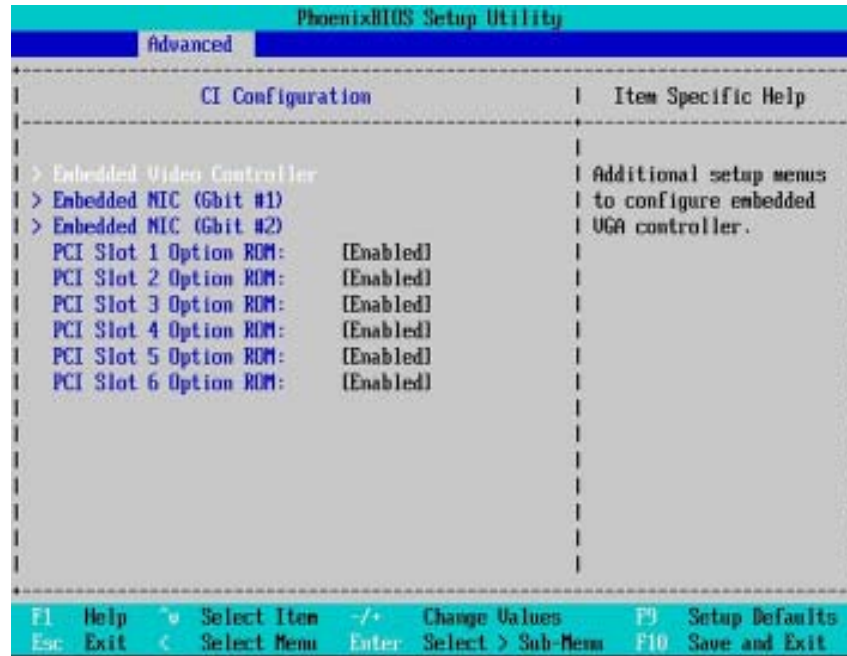 PhoenixBIOS Setup Utility
Advanced
CI Configuration
Item Specific Help
> Embedded Video Controller
> Embedded NIC (Gbit #1)
> Embedded NIC (Gbit #2)
PCI Slot 1 Option ROM: [Enabled]
PCI Slot 2 Option ROM: [Enabled]
PCI Slot 3 Option ROM: [Enabled]
PCI Slot 4 Option ROM: [Enabled]
PCI Slot 5 Option ROM: [Enabled]
PCI Slot 6 Option ROM: [Enabled]
Additional setup menus
to configure embedded
VGA controller.
F1 Help ^v Select Item -/+ Change Values F9 Setup Defaults
Esc Exit < Select Menu Enter Select > Sub-Menu F10 Save and Exit